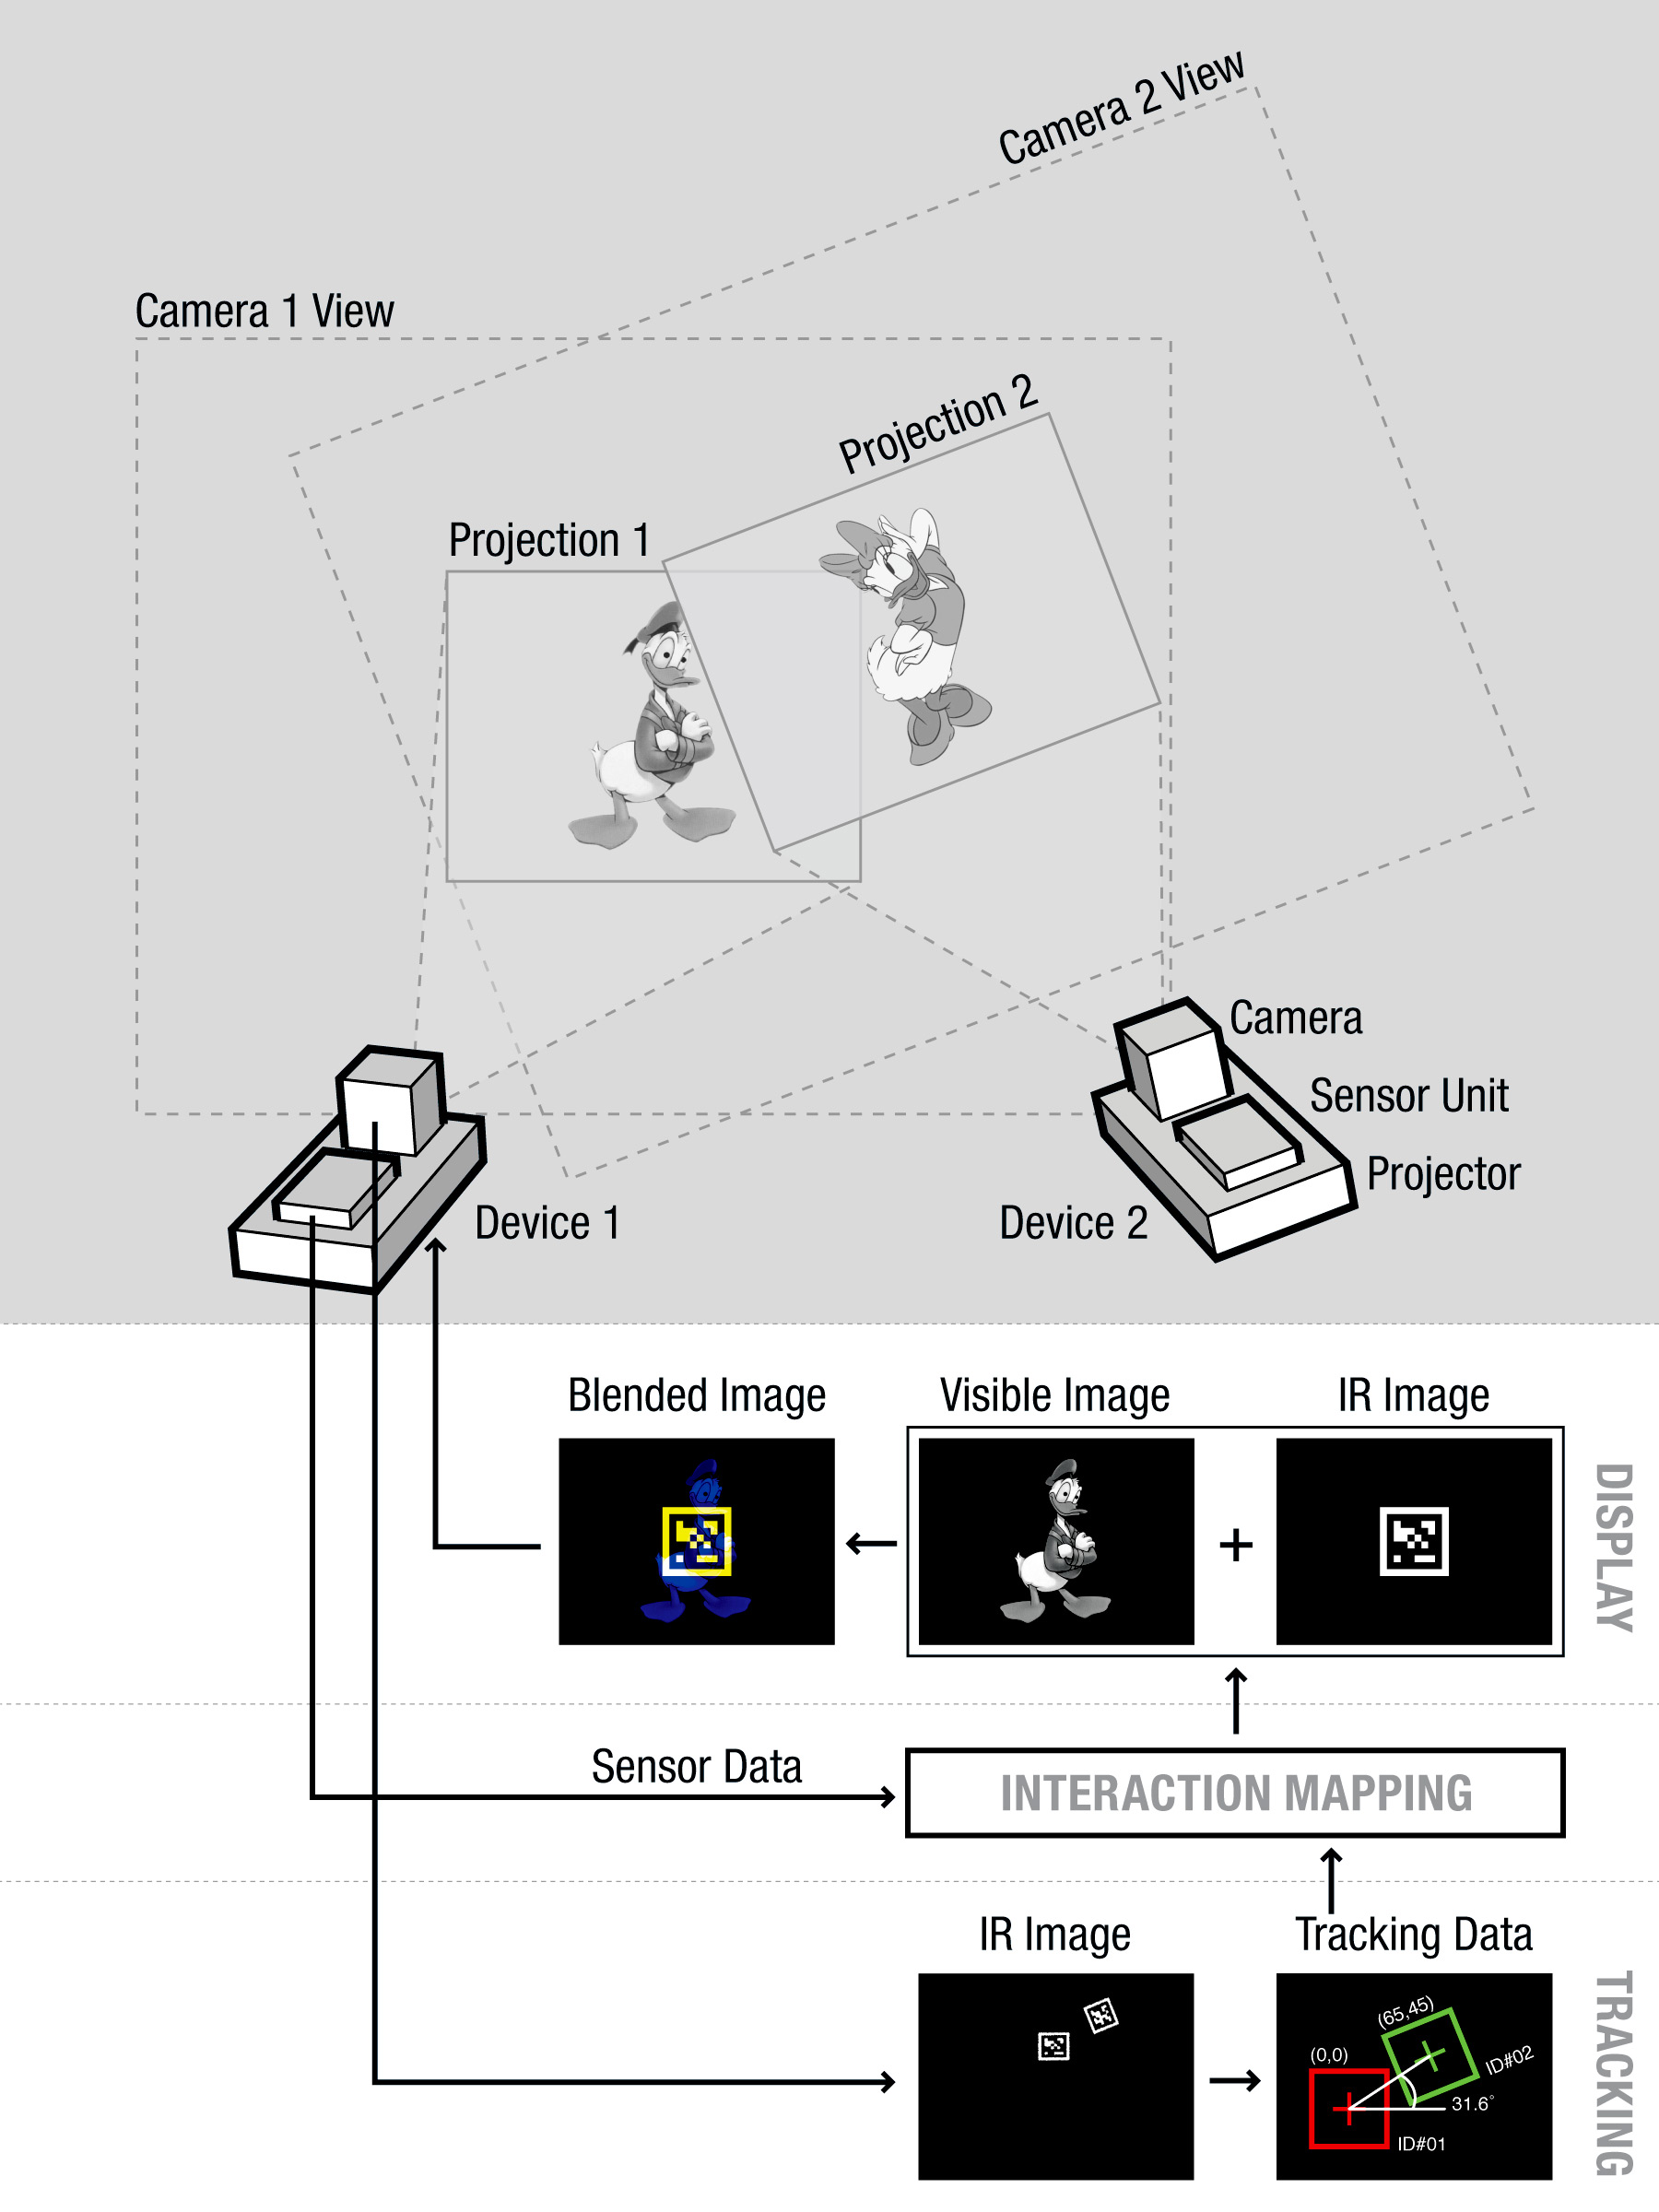 Camera 2 View
Camera 1 View
Projection 2
Projection 1
Camera
Sensor Unit
Projector
Device 1
Device 2
Blended Image
Visible Image
IR Image
+
DISPLAY
Sensor Data
INTERACTION MAPPING
IR Image
Tracking Data
(65,45)
(0,0)
ID#02
31.6°
ID#01
TRACKING